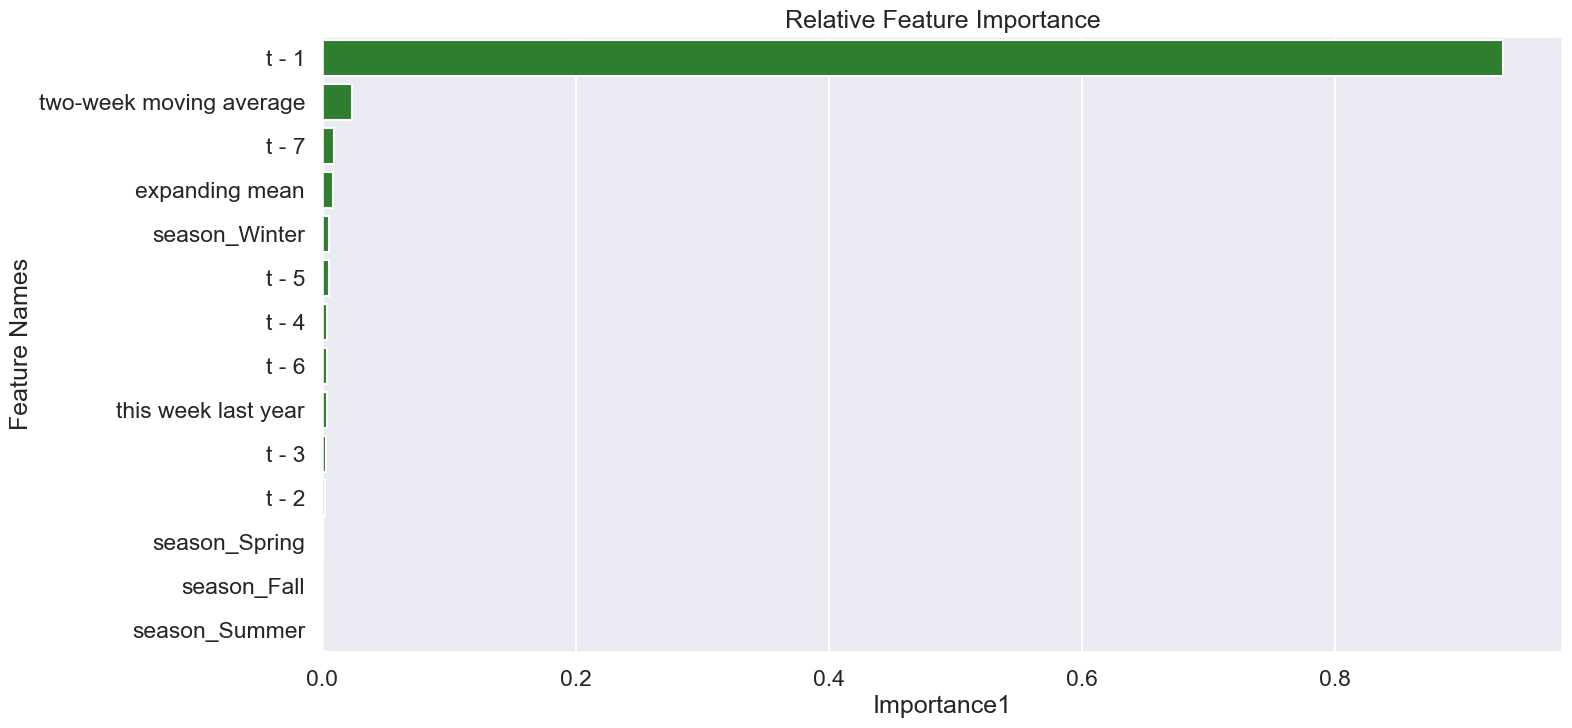 Relative Feature Importance
t - 1
two-week moving average
t - 7
expanding mean
season_Winter
t - 5
t - 4
t - 6
this week last year
t - 3
t - 2
season_Spring
season_Fall
season_Summer
Feature Names
0.0 0.2 0.4 0.6 0.8
Importance1